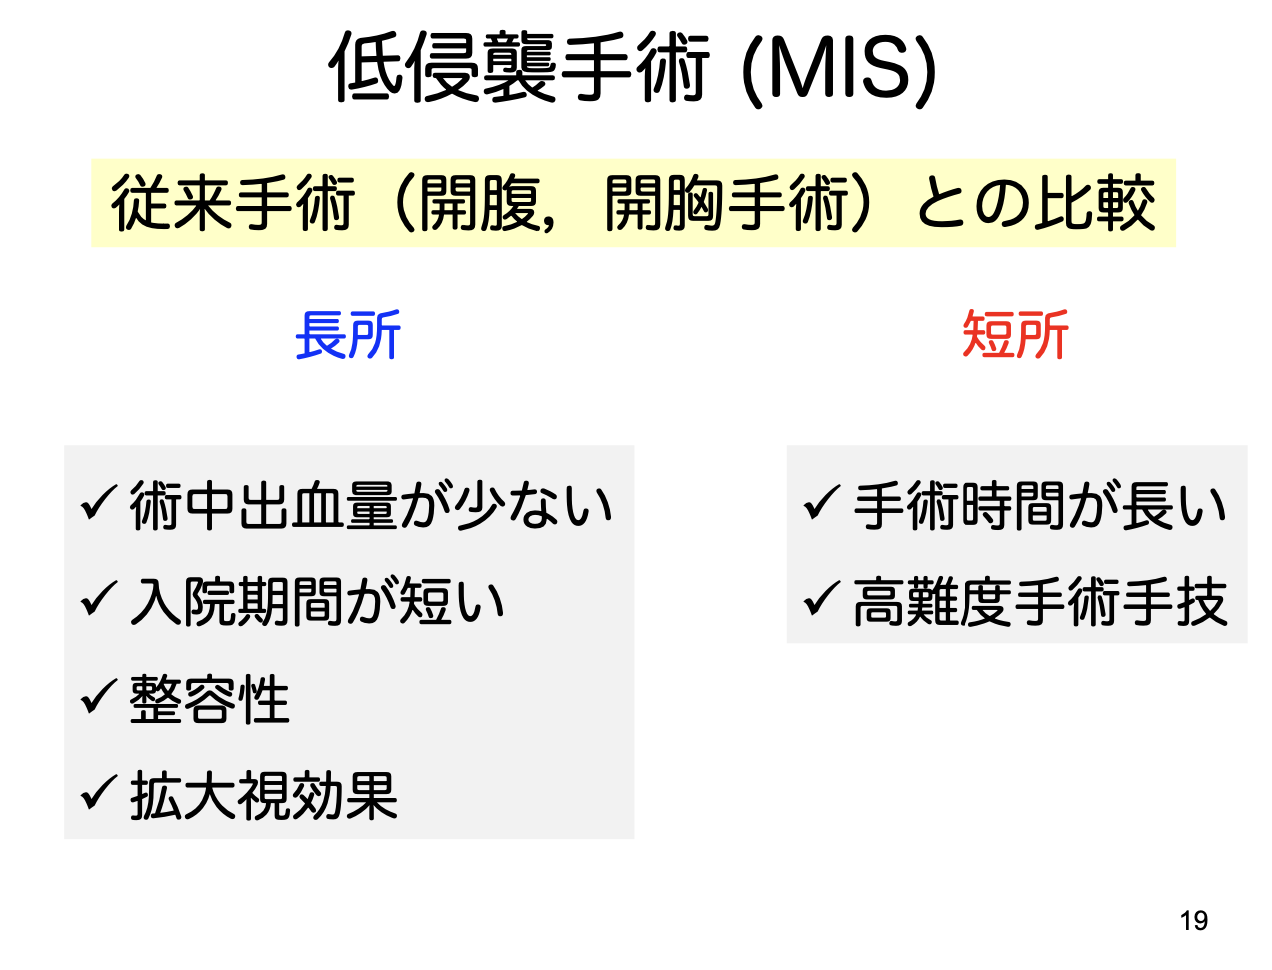 低侵襲手術 (MIS)
従来手術（開腹，開胸手術）との比較
長所
✓ 術中出血量が少ない
✓ 入院期間が短い
✓ 整容性
✓ 拡大視効果
短所
✓ 手術時間が長い
✓ 高難度手術手技
19